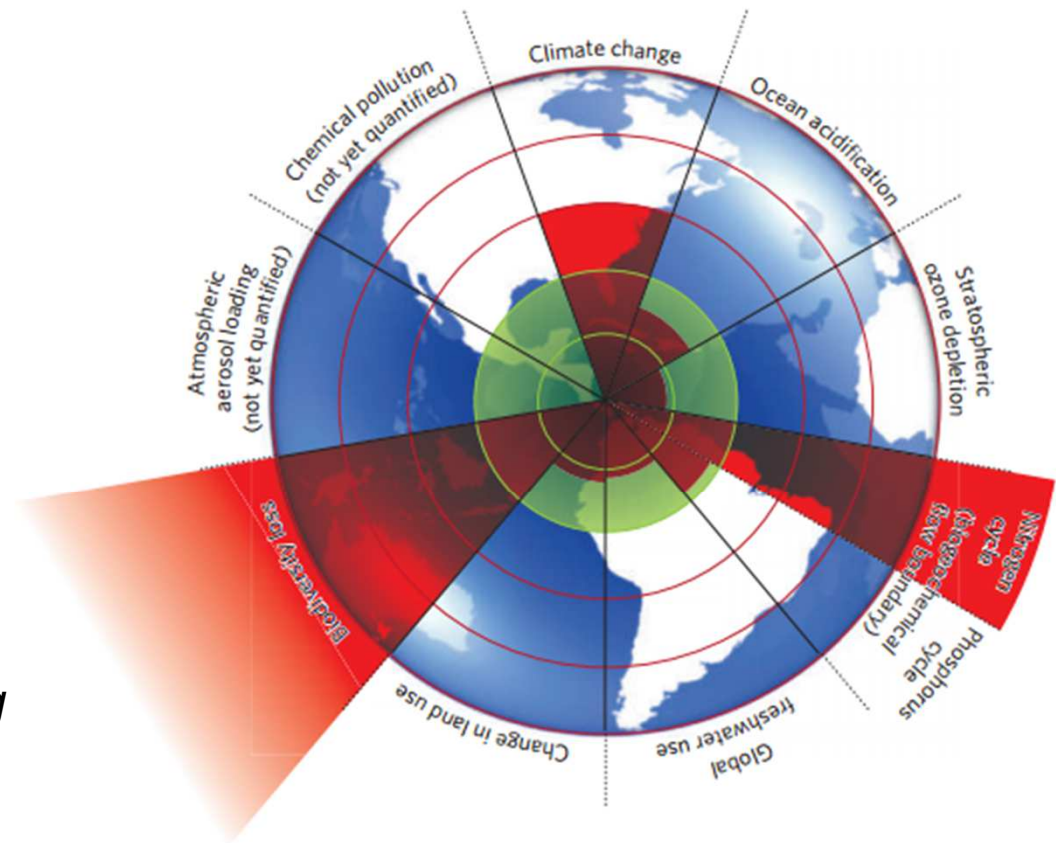 Climate change
Ocean acidification
Stratospheric
ozone depletion
Nitrogen
cycle
(biogeochemical
flow boundary)
Phosphorus
cycle
Global
freshwater use
Change in land use
Biodiversity loss
Atmospheric
aerosol loading
(not yet quantified)
Chemical pollution
(not yet quantified)